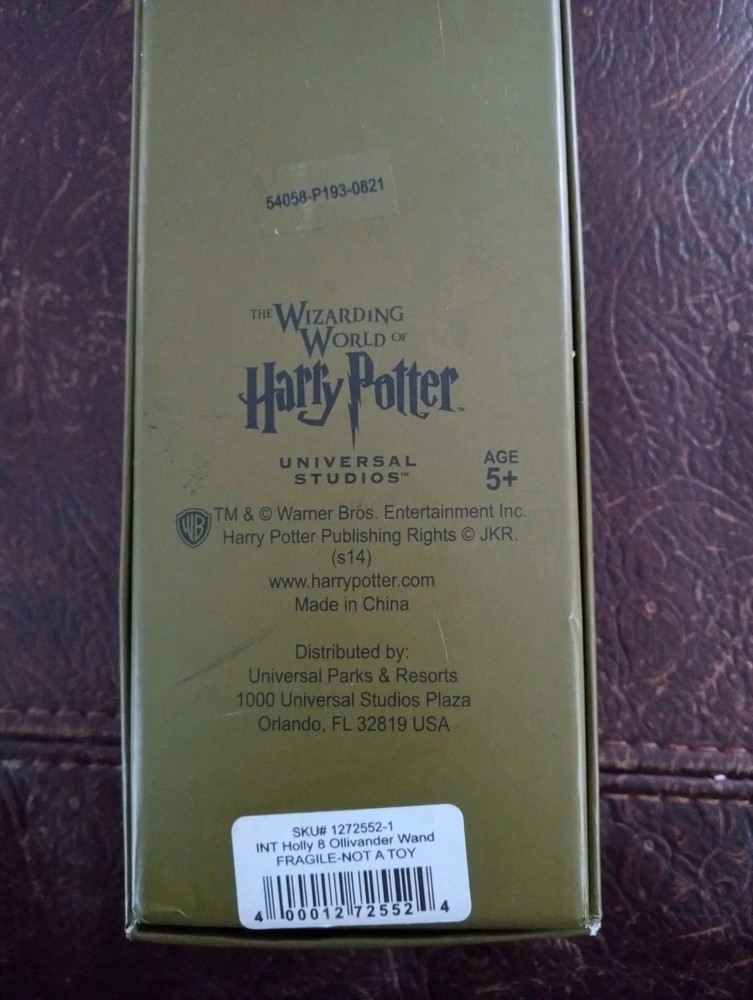 54058-P193-0821
THE WIZARDING
WORLD OF
Harry Potter™
UNIVERSAL
STUDIOS™
AGE
5+
WB
TM & © Warner Bros. Entertainment Inc.
Harry Potter Publishing Rights © JKR.
(s14)
www.harrypotter.com
Made in China
Distributed by:
Universal Parks & Resorts
1000 Universal Studios Plaza
Orlando, FL 32819 USA
SKU# 1272552-1
INT Holly 8 Ollivander Wand
FRAGILE-NOT A TOY
4 00012 72552 4